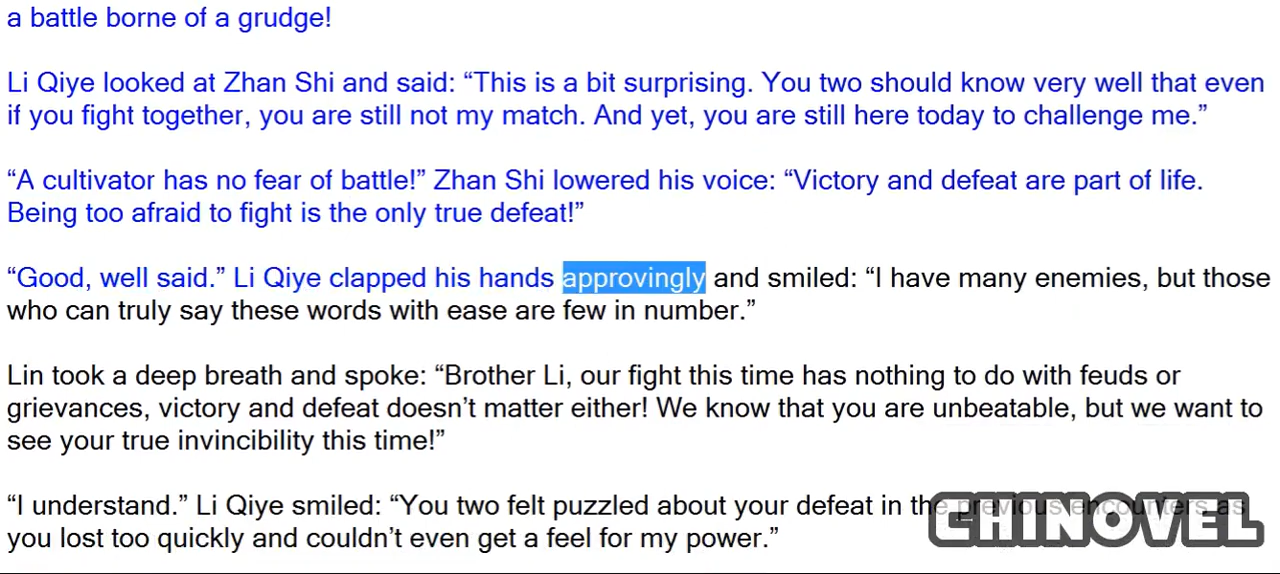 a battle borne of a grudge!
Li Qiye looked at Zhan Shi and said: “This is a bit surprising. You two should know very well that even
if you fight together, you are still not my match. And yet, you are still here today to challenge me.”
“A cultivator has no fear of battle!” Zhan Shi lowered his voice: “Victory and defeat are part of life.
Being too afraid to fight is the only true defeat!”
“Good, well said.” Li Qiye clapped his hands approvingly and smiled: “I have many enemies, but those
who can truly say these words with ease are few in number.”
Lin took a deep breath and spoke: “Brother Li, our fight this time has nothing to do with feuds or
grievances, victory and defeat doesn’t matter either! We know that you are unbeatable, but we want to
see your true invincibility this time!”
“I understand.” Li Qiye smiled: “You two felt puzzled about your defeat in the previous encounters as
you lost too quickly and couldn’t even get a feel for my power.”
CHINOVEL